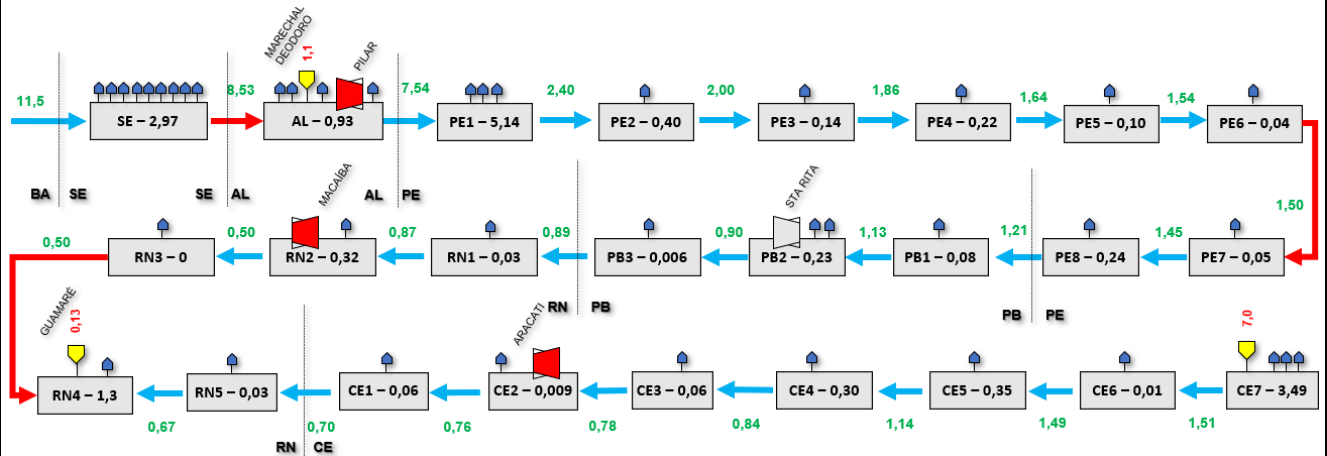 MARECHAL
DEODORO
1,1
PILAR
11,5
SE – 2,97
8,53
AL – 0,93
7,54
PE1 – 5,14
2,40
PE2 – 0,40
2,00
PE3 – 0,14
1,86
PE4 – 0,22
1,64
PE5 – 0,10
1,54
PE6 – 0,04
BA SE
SE AL
AL PE
1,50
0,50
RN3 – 0
0,50
MACAÍBA
RN2 – 0,32
0,87
RN1 – 0,03
0,89
PB3 – 0,006
0,90
STA RITA
PB2 – 0,23
1,13
PB1 – 0,08
1,21
PE8 – 0,24
1,45
PE7 – 0,05
RN PB
PB PE
GUAMARÉ
0,13
RN4 – 1,3
0,67
RN5 – 0,03
0,70
CE1 – 0,06
0,76
ARACATI
CE2 – 0,009
0,78
CE3 – 0,06
0,84
CE4 – 0,30
1,14
CE5 – 0,35
1,49
CE6 – 0,01
1,51
7,0
CE7 – 3,49
RN CE